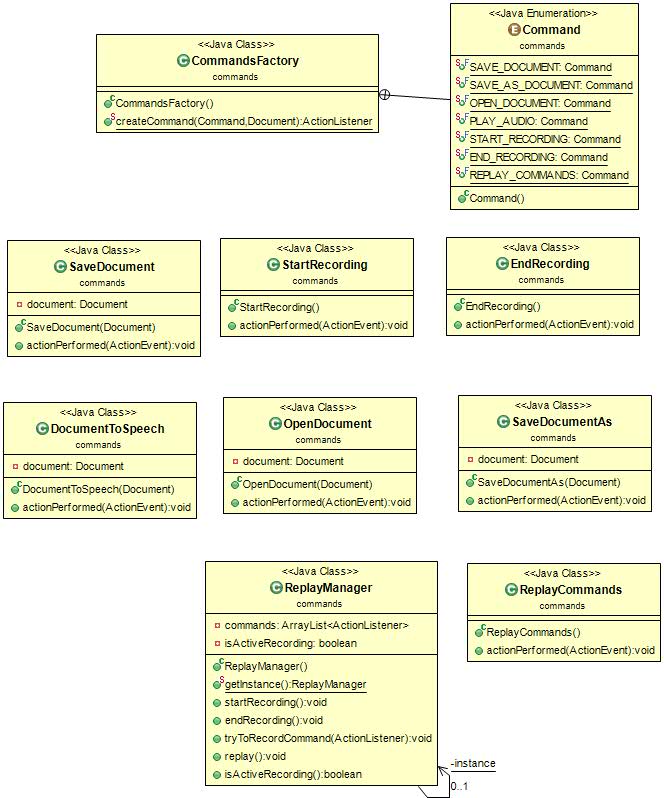 <<Java Class>>
CommandsFactory
commands
CommandsFactory()
createCommand(Command,Document):ActionListener
<<Java Enumeration>>
Command
commands
SAVE_DOCUMENT: Command
SAVE_AS_DOCUMENT: Command
OPEN_DOCUMENT: Command
PLAY_AUDIO: Command
START_RECORDING: Command
END_RECORDING: Command
REPLAY_COMMANDS: Command
Command()
<<Java Class>>
SaveDocument
commands
document: Document
SaveDocument(Document)
actionPerformed(ActionEvent):void
<<Java Class>>
StartRecording
commands
StartRecording()
actionPerformed(ActionEvent):void
<<Java Class>>
EndRecording
commands
EndRecording()
actionPerformed(ActionEvent):void
<<Java Class>>
DocumentToSpeech
commands
document: Document
DocumentToSpeech(Document)
actionPerformed(ActionEvent):void
<<Java Class>>
OpenDocument
commands
document: Document
OpenDocument(Document)
actionPerformed(ActionEvent):void
<<Java Class>>
SaveDocumentAs
commands
document: Document
SaveDocumentAs(Document)
actionPerformed(ActionEvent):void
<<Java Class>>
ReplayManager
commands
commands: ArrayList<ActionListener>
isActiveRecording: boolean
ReplayManager()
getInstance():ReplayManager
startRecording():void
endRecording():void
tryToRecordCommand(ActionListener):void
replay():void
isActiveRecording():boolean
-instance
0..1
<<Java Class>>
ReplayCommands
commands
ReplayCommands()
actionPerformed(ActionEvent):void